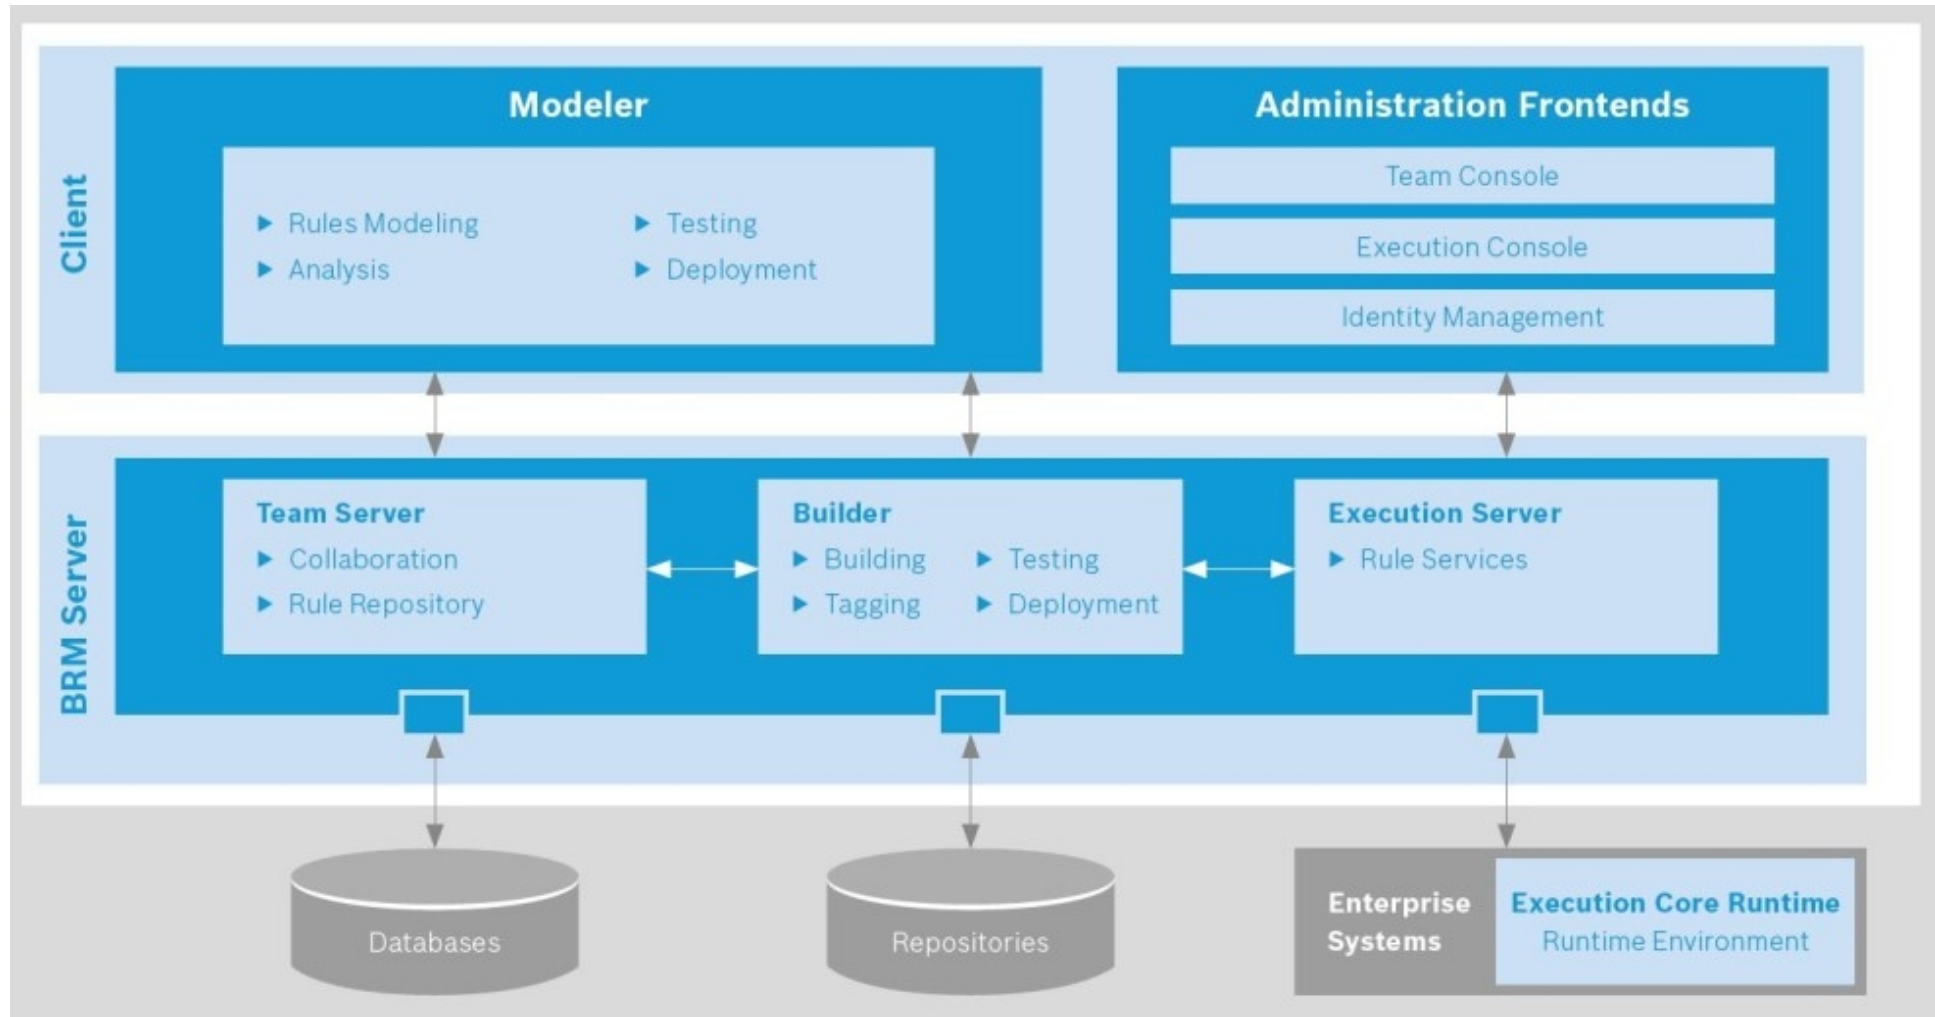 Client
Modeler
Rules Modeling
Analysis
Testing
Deployment
Administration Frontends
Team Console
Execution Console
Identity Management
BRM Server
Team Server
Collaboration
Rule Repository
Builder
Building
Tagging
Testing
Deployment
Execution Server
Rule Services
Databases
Repositories
Enterprise
Systems
Execution Core Runtime
Runtime Environment